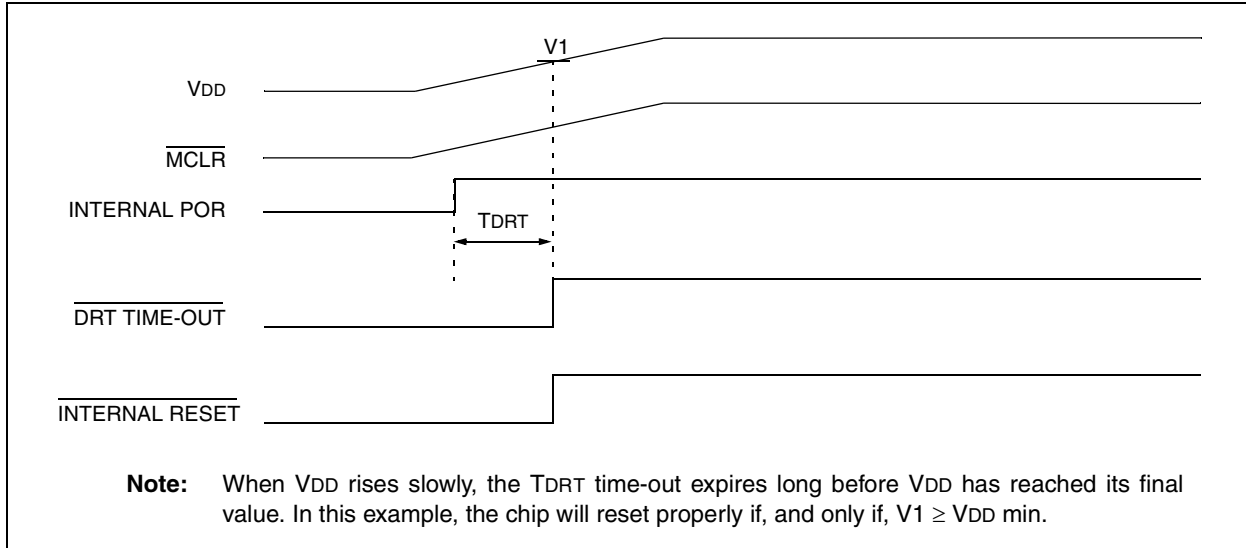 V1
VDD
MCLR
INTERNAL POR
TDRT
DRT TIME-OUT
INTERNAL RESET
Note: When VDD rises slowly, the TDRT time-out expires long before VDD has reached its final
value. In this example, the chip will reset properly if, and only if, V1 ≥ VDD min.